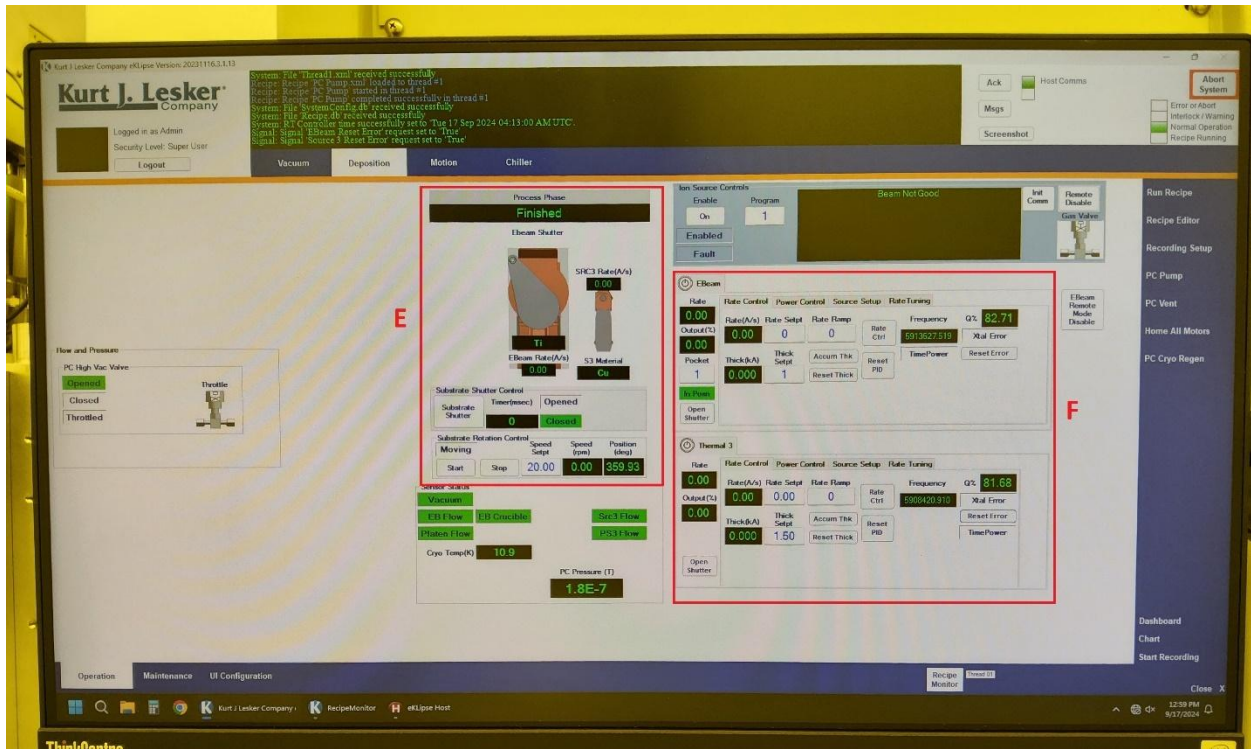 Kurt J Lesker Company eKLipse Version: 20231116.3.1.13
Kurt J. Lesker
Company
Logged in as Admin
Security Level: Super User
Logout
System: File 'Thread1.xml' received successfully
Recipe: Recipe 'PC Pump.xml' loaded to thread #1
Recipe: Recipe 'PC Pump' started in thread #1
Recipe: Recipe 'PC Pump' completed successfully in thread #1
System: File 'SystemConfig.db' received successfully
System: File 'Recipe.db' received successfully
System: RT Controller time successfully set to 'Tue 17 Sep 2024 04:13:00 AM UTC'.
Signal: Signal 'EBeam Reset Error' request set to 'True'
Signal: Signal 'Source 3 Reset Error' request set to 'True'
Ack
Host Comms
Msgs
Screenshot
Abort
System
Error or Abort
Interlock / Warning
Normal Operation
Recipe Running
Vacuum Deposition Motion Chiller
Flow and Pressure
PC High Vac Valve
Opened
Closed
Throttled
Throttle
E
Process Phase
Finished
Ebeam Shutter
SRC3 Rate(A/s)
0.00
Ti
EBeam Rate(A/s)
0.00
S3 Material
Cu
Substrate Shutter Control
Substrate
Shutter
Timer(msec)
0
Opened
Closed
Substrate Rotation Control
Moving
Speed
Setpt
Speed
(rpm)
Position
(deg)
Start Stop 20.00 0.00 359.93
Sensor Status
Vacuum
EB Flow EB Crucible Src3 Flow
Platen Flow PS3 Flow
Cryo Temp(K) 10.9
PC Pressure (T)
1.8E-7
Ion Source Controls
Enable Program
On 1
Enabled
Fault
Beam Not Good
Init
Comm
Remote
Disable
Gas Valve
F
EBeam
Rate
0.00
Output(%)
0.00
Pocket
1
In Posn
Open
Shutter
Rate Control Power Control Source Setup Rate Tuning
Rate(A/s) Rate Setpt Rate Ramp
0.00 0 0
Rate
Ctrl
Frequency
5913627.519
Q% 82.71
Xtal Error
Thick(kA)
0.000
Thick
Setpt
1
Accum Thk
Reset Thick
Reset
PID
TimePower
Reset Error
EBeam
Remote
Mode
Disable
Thermal 3
Rate
0.00
Output(%)
0.00
Open
Shutter
Rate Control Power Control Source Setup Rate Tuning
Rate(A/s) Rate Setpt Rate Ramp
0.00 0.00 0
Rate
Ctrl
Frequency
5908420.910
Q% 81.68
Xtal Error
Thick(kA)
0.000
Thick
Setpt
1.50
Accum Thk
Reset Thick
Reset
PID
Reset Error
TimePower
Run Recipe
Recipe Editor
Recording Setup
PC Pump
PC Vent
Home All Motors
PC Cryo Regen
Dashboard
Chart
Start Recording
Close X
Operation Maintenance UI Configuration
Recipe
Monitor
Thread 01
Kurt J Lesker Company
RecipeMonitor
eKLipse Host
12:59 PM
9/17/2024
ThinkCentre